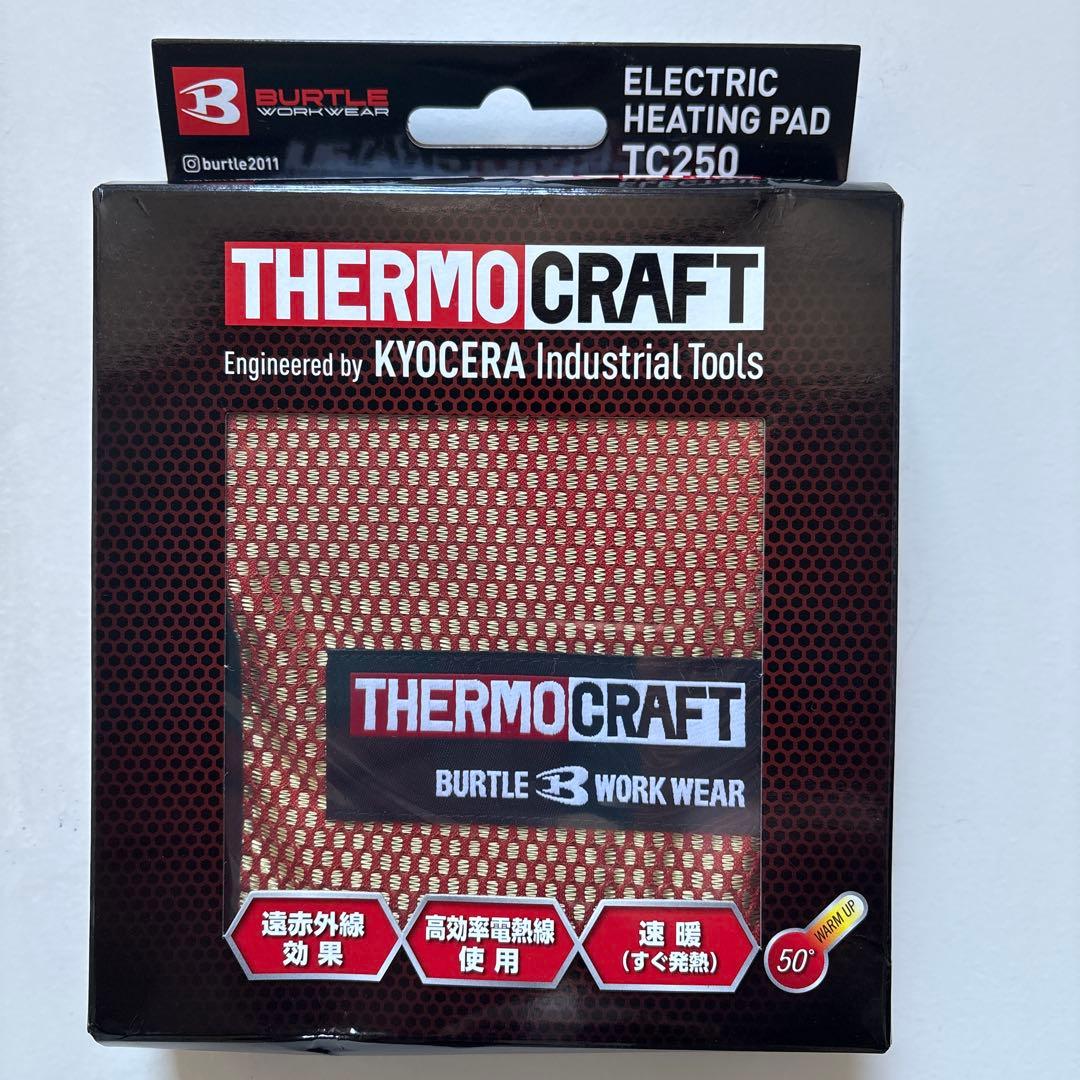 B BURTLE
WORKWEAR
burtle2011
ELECTRIC
HEATING PAD
TC250
THERMOCRAFT
Engineered by KYOCERA Industrial Tools
THERMOCRAFT
BURTLE B WORK WEAR
遠赤外線
効果
高効率電熱線
使用
速暖
(すぐ発熱)
50°
WARM UP